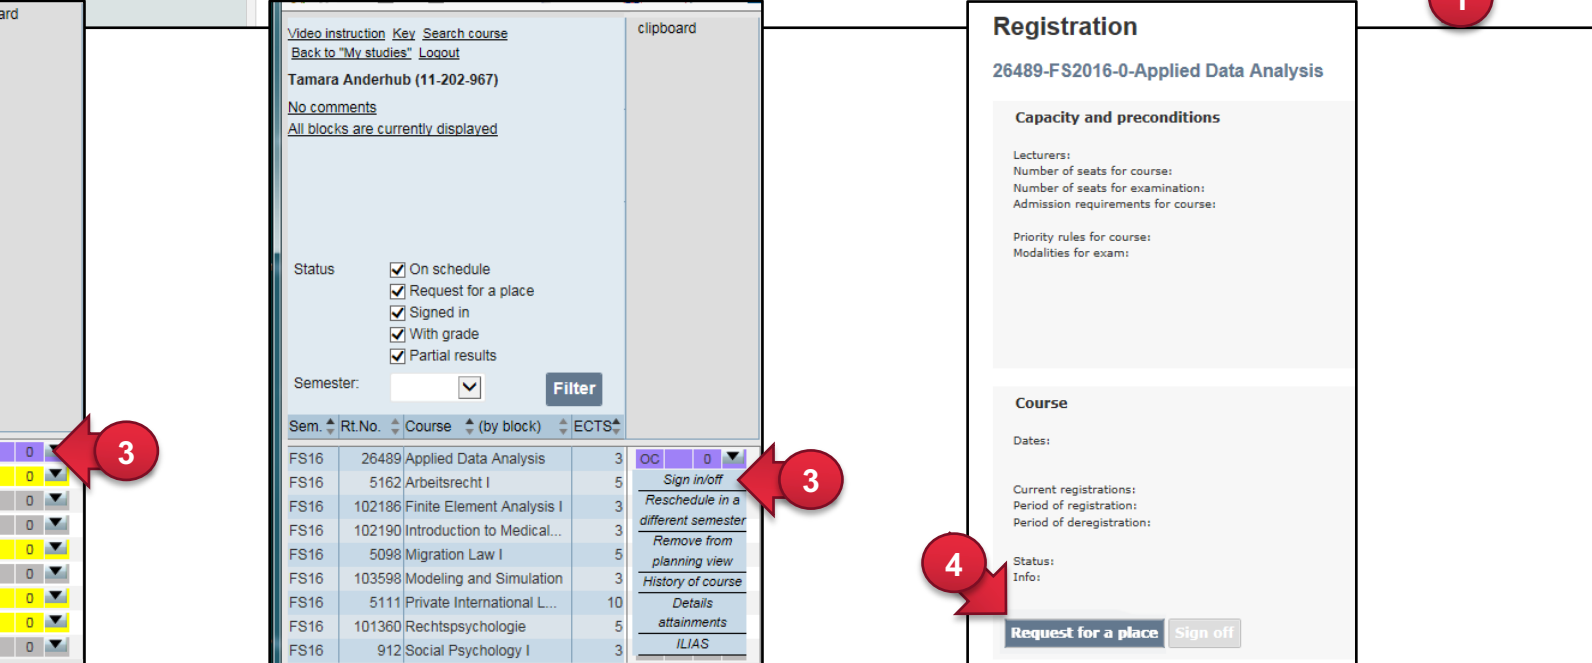 ard
0
3
0
0
0
0
0
0
0
0
Video instruction Key Search course
Back to "My studies" Logout
Tamara Anderhub (11-202-967)
No comments
All blocks are currently displayed
clipboard
Status
On schedule
Request for a place
Signed in
With grade
Partial results
Semester:
Filter
Sem. Rt.No. Course (by block) ECTS
FS16 26489 Applied Data Analysis 3 OC 0
FS16 5162 Arbeitsrecht I 5
FS16 102186 Finite Element Analysis I 3
FS16 102190 Introduction to Medical... 3
FS16 5098 Migration Law I 5
FS16 103598 Modeling and Simulation 3
FS16 5111 Private International L... 10
FS16 101360 Rechtspsychologie 5
FS16 912 Social Psychology I 3
Sign in/off
Reschedule in a
different semester
Remove from
planning view
History of course
Details
attainments
ILIAS
3
Registration
26489-FS2016-0-Applied Data Analysis
Capacity and preconditions
Lecturers:
Number of seats for course:
Number of seats for examination:
Admission requirements for course:
Priority rules for course:
Modalities for exam:
Course
Dates:
Current registrations:
Period of registration:
Period of deregistration:
Status:
Info:
4
Request for a place Sign off
1